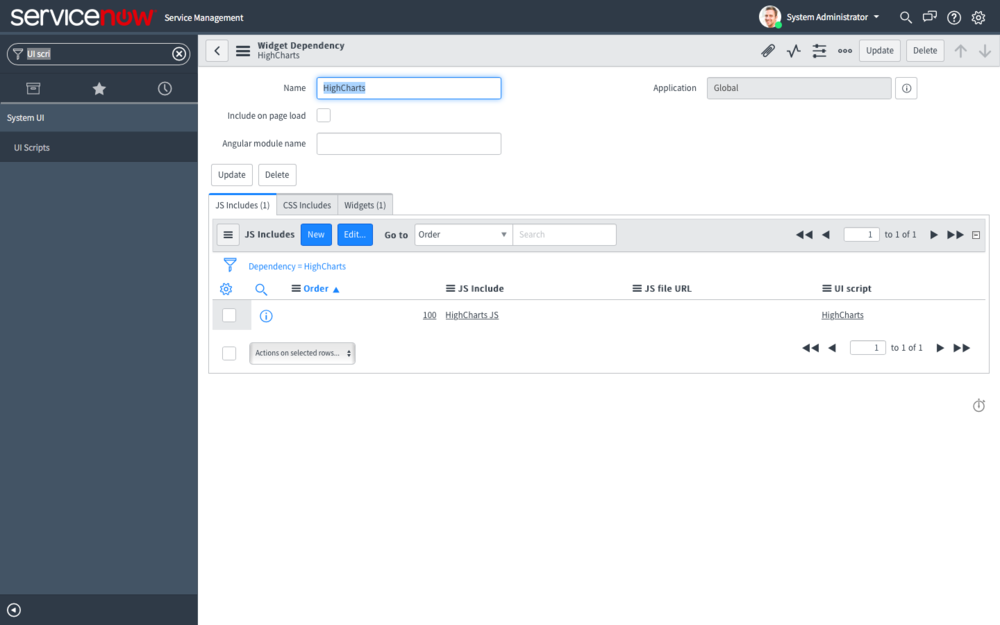 servicenow Service Management
System Administrator
UI scri
System UI
UI Scripts
Widget Dependency
HighCharts
Update Delete
Name HighCharts
Application Global
Include on page load
Angular module name
Update Delete
JS Includes (1) CSS Includes Widgets (1)
JS Includes New Edit... Go to Order Search 1 to 1 of 1
Dependency = HighCharts
Order JS Include JS file URL UI script
100 HighCharts JS HighCharts
Actions on selected rows... 1 to 1 of 1